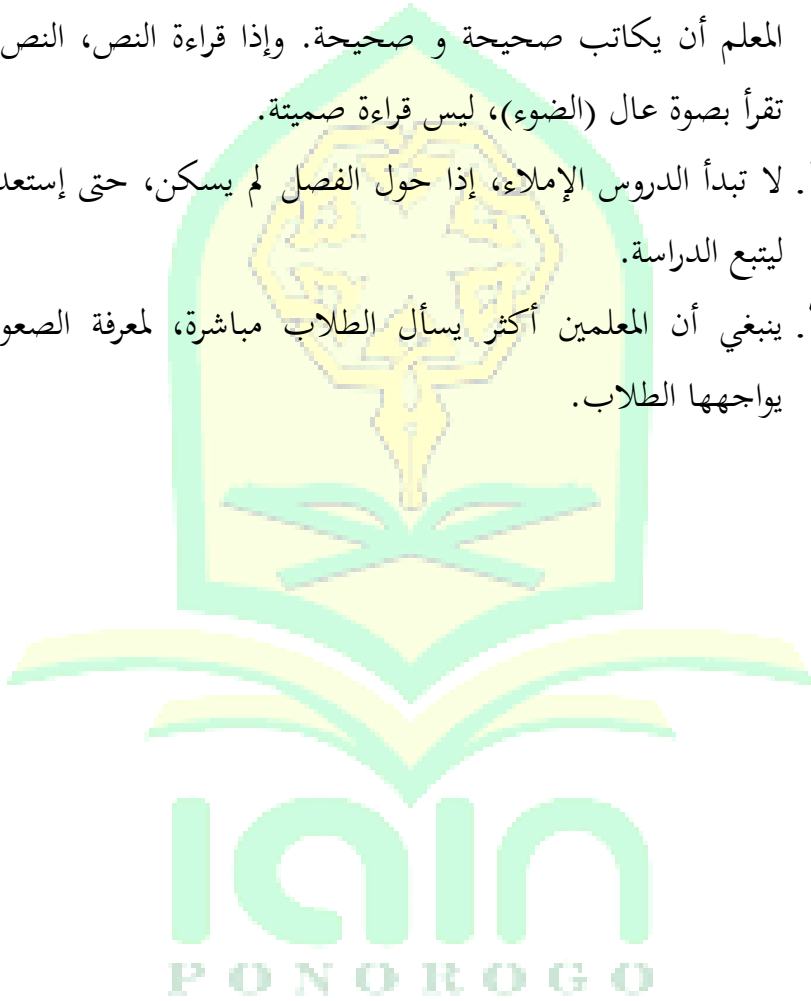 المعلم أن يكاتب صحيحة و صحيحة. وإذا قراءة النص، النص
تقرأ بصوة عال (الضوء)، ليس قراءة صميتة.
. لا تبدأ الدروس الإملاء، إذا حول الفصل لم يسكن، حتى إستعد
ليتبع الدراسة.
. ينبغي أن المعلمين أكثر يسأل الطلاب مباشرة، لمعرفة الصعو
يواجهها الطلاب.
IAIN
PONOROGO